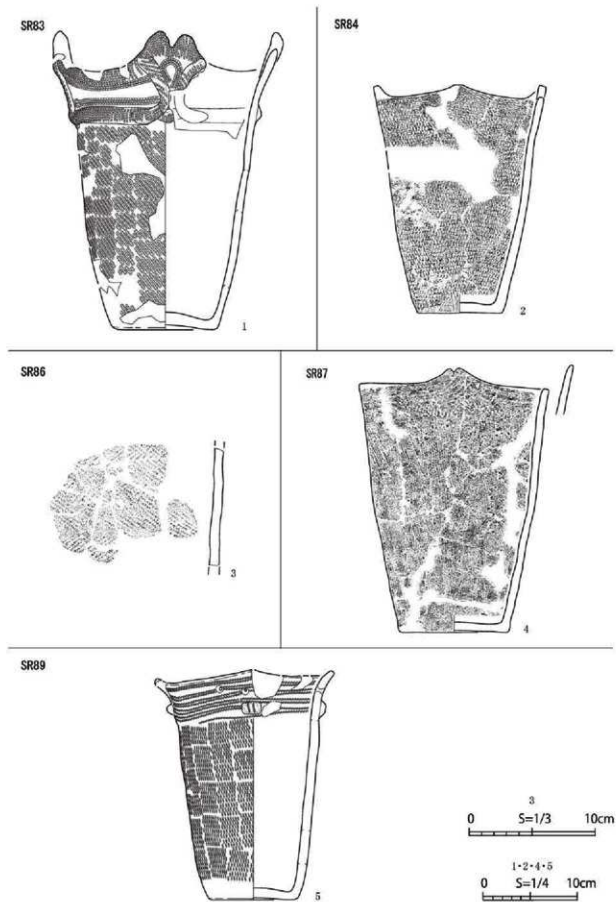 SR83
1
SR84
2
SR86
3
SR87
4
SR89
5
3
0 S=1/3 10cm
1・2・4・5
0 S=1/4 10cm